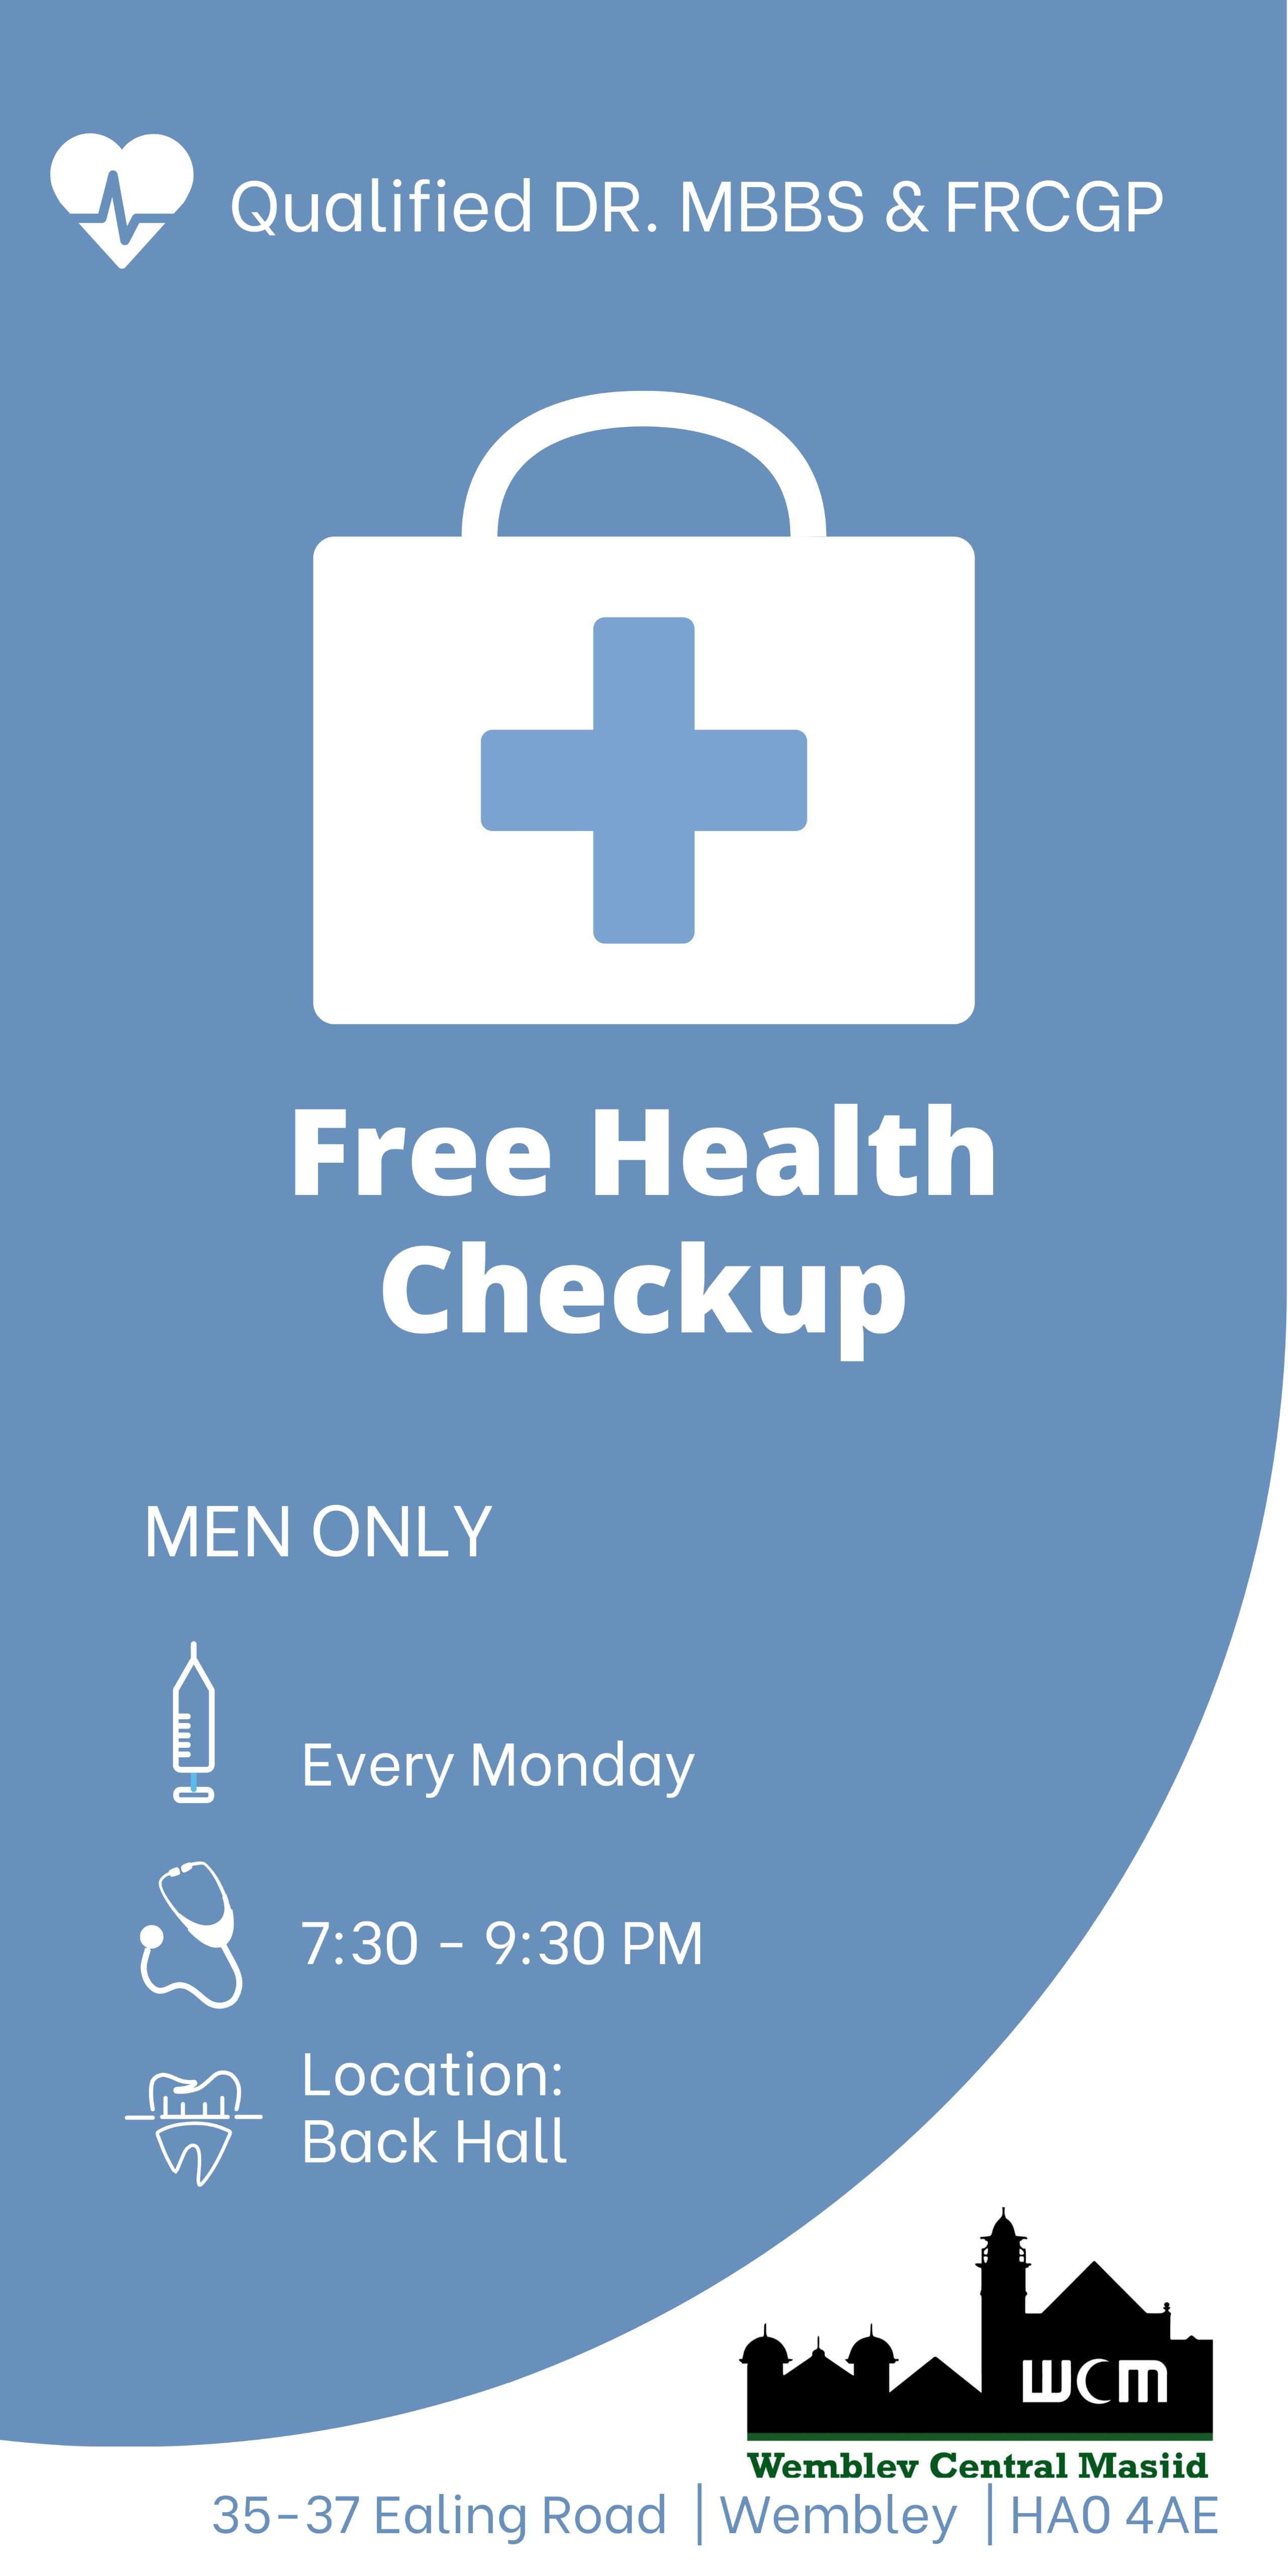 Qualified DR. MBBS & FRCGP
Free Health
Checkup
MEN ONLY
Every Monday
7:30 - 9:30 PM
Location:
Back Hall
WCM
Wembley Central Masjid
35-37 Ealing Road | Wembley | HA0 4AE